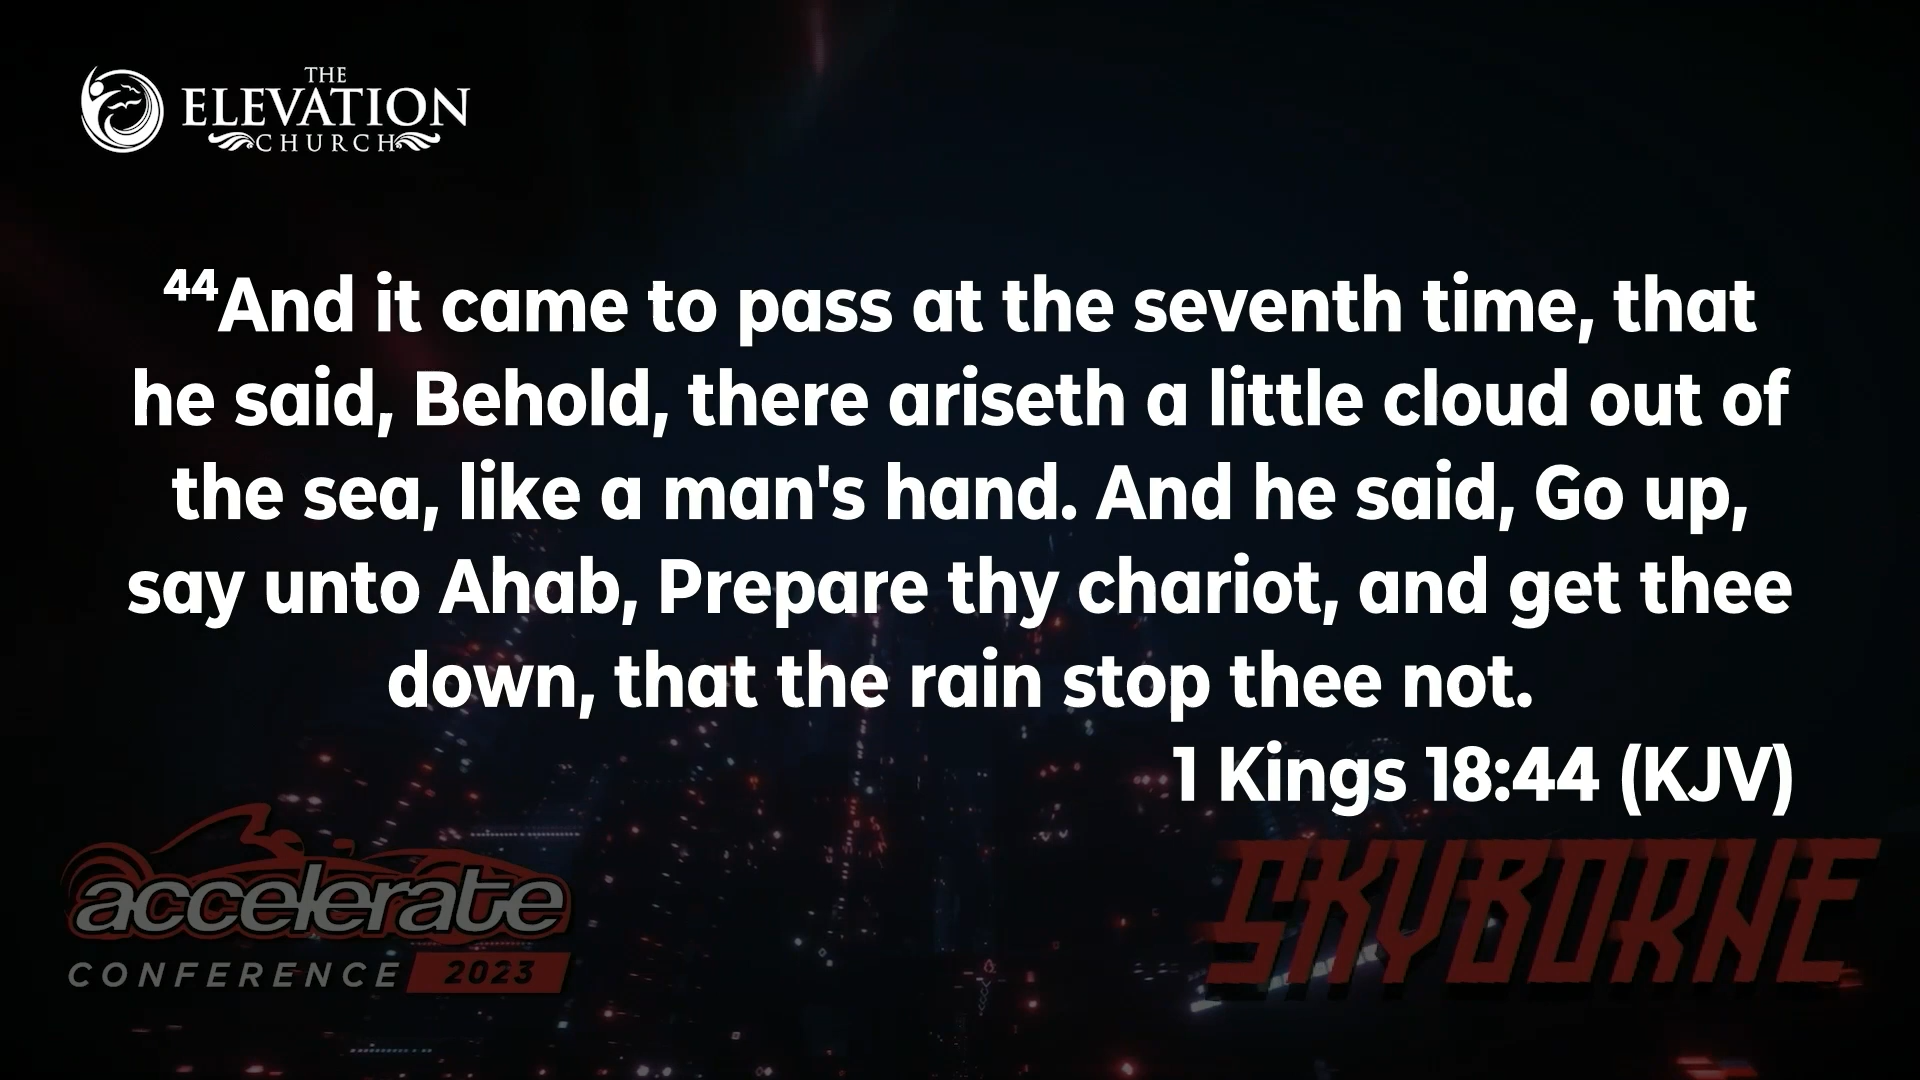 THE
ELEVATION
CHURCH
44And it came to pass at the seventh time, that
he said, Behold, there ariseth a little cloud out of
the sea, like a man's hand. And he said, Go up,
say unto Ahab, Prepare thy chariot, and get thee
down, that the rain stop thee not.
1 Kings 18:44 (KJV)
accelerate
CONFERENCE 2023
SKYBORNE